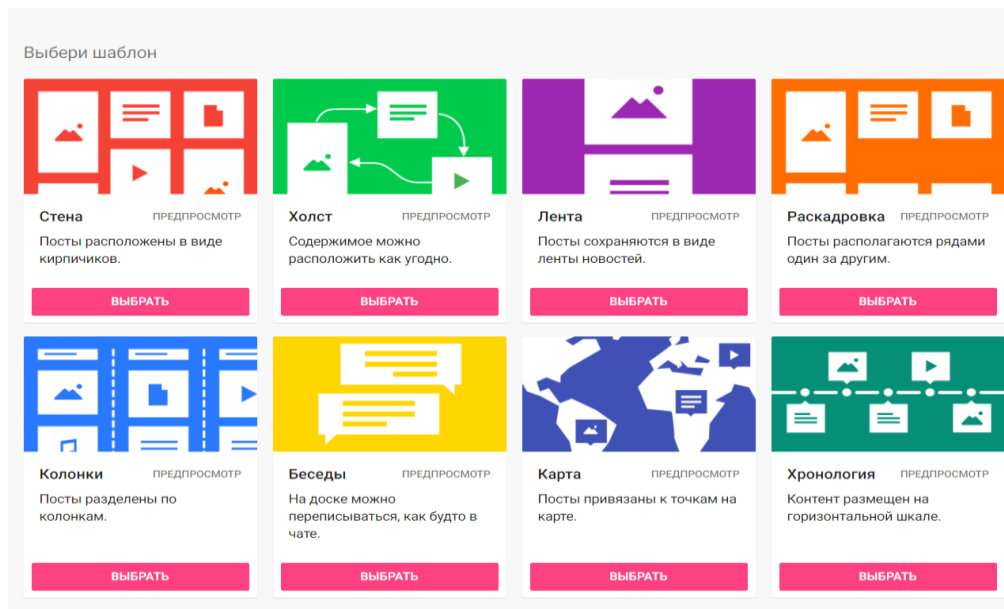 Выбери шаблон
Стена ПРЕДПРОСМОТР
Посты расположены в виде
кирпичиков.
ВЫБРАТЬ
Холст ПРЕДПРОСМОТР
Содержимое можно
расположить как угодно.
ВЫБРАТЬ
Лента ПРЕДПРОСМОТР
Посты сохраняются в виде
ленты новостей.
ВЫБРАТЬ
Раскадровка ПРЕДПРОСМОТР
Посты располагаются рядами
один за другим.
ВЫБРАТЬ
Колонки ПРЕДПРОСМОТР
Посты разделены по
колонкам.
ВЫБРАТЬ
Беседы ПРЕДПРОСМОТР
На доске можно
переписываться, как будто в
чате.
ВЫБРАТЬ
Карта ПРЕДПРОСМОТР
Посты привязаны к точкам на
карте.
ВЫБРАТЬ
Хронология ПРЕДПРОСМОТР
Контент размещен на
горизонтальной шкале.
ВЫБРАТЬ